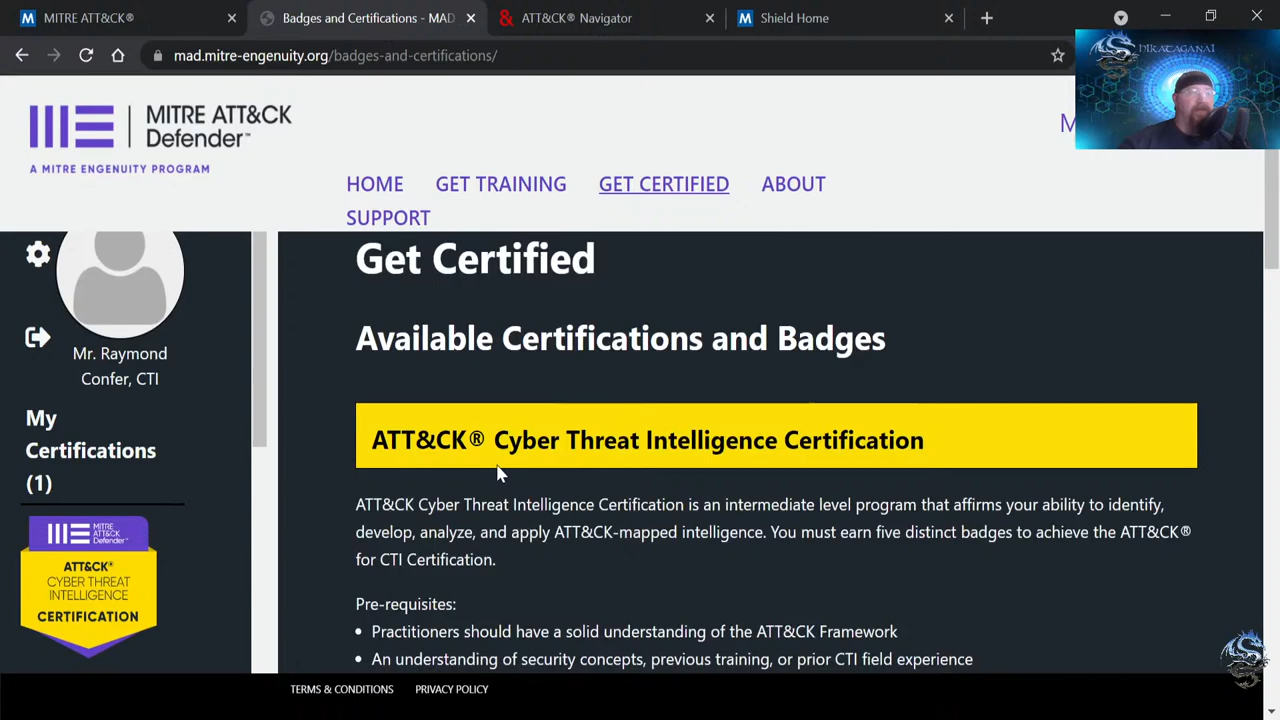 MITRE ATT&CK®
Badges and Certifications - MAD
ATT&CK® Navigator
Shield Home
mad.mitre-engenuity.org/badges-and-certifications/
SHIKATAGANAI
MITRE ATT&CK
Defender™
A MITRE ENGENUITY PROGRAM
HOME
GET TRAINING
GET CERTIFIED
ABOUT
SUPPORT
Mr. Raymond
Confer, CTI
My
Certifications
(1)
MITRE
ATT&CK
Defender™
ATT&CK®
CYBER THREAT
INTELLIGENCE
CERTIFICATION
Get Certified
Available Certifications and Badges
ATT&CK® Cyber Threat Intelligence Certification
ATT&CK Cyber Threat Intelligence Certification is an intermediate level program that affirms your ability to identify,
develop, analyze, and apply ATT&CK-mapped intelligence. You must earn five distinct badges to achieve the ATT&CK®
for CTI Certification.
Pre-requisites:
• Practitioners should have a solid understanding of the ATT&CK Framework
• An understanding of security concepts, previous training, or prior CTI field experience
TERMS & CONDITIONS
PRIVACY POLICY